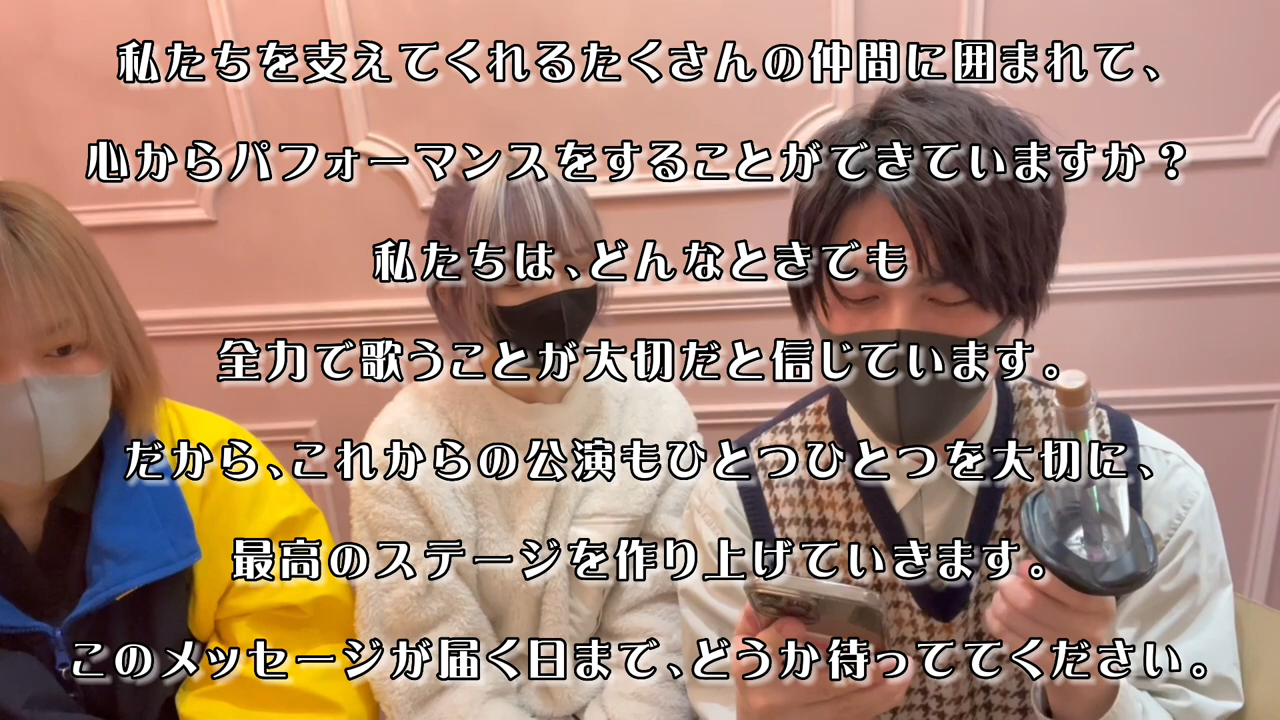 私たちを支えてくれるたくさんの仲間に囲まれて、
心からパフォーマンスをすることができていますか？
私たちは、どんなときでも
全力で歌うことが大切だと信じています。
だから、これからの公演もひとつひとつを大切に、
最高のステージを作り上げていきます。
このメッセージが届く日まで、どうか待っててください。